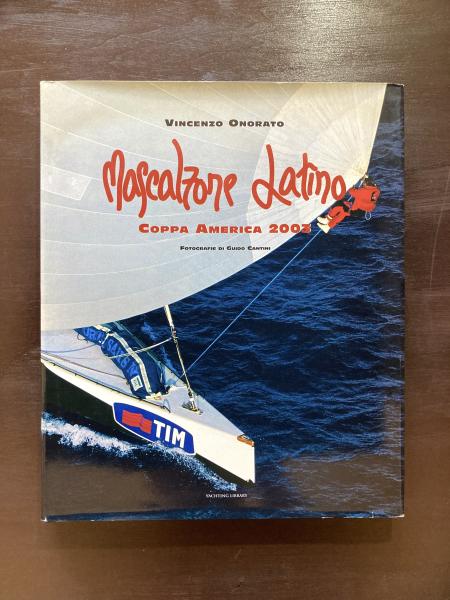 Vincenzo Onorato
Mascalzone Latino
Coppa America 2003
Fotografie di Guido Cantini
TIM
Yachting Library